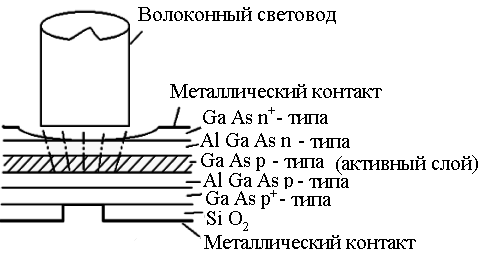 Волоконный световод
Металлический контакт
Ga As n⁺ - типа
Al Ga As n - типа
Ga As p - типа (активный слой)
Al Ga As p - типа
Ga As p⁺ - типа
Si O₂
Металлический контакт